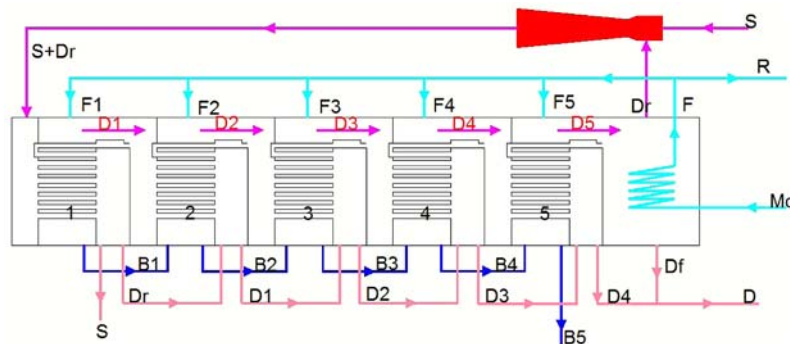 S
S+Dr
R
F1
F2
F3
F4
F5
Dr
F
D1
D2
D3
D4
D5
1
2
3
4
5
Mc
B1
B2
B3
B4
Df
Dr
D1
D2
D3
D4
D
S
B5